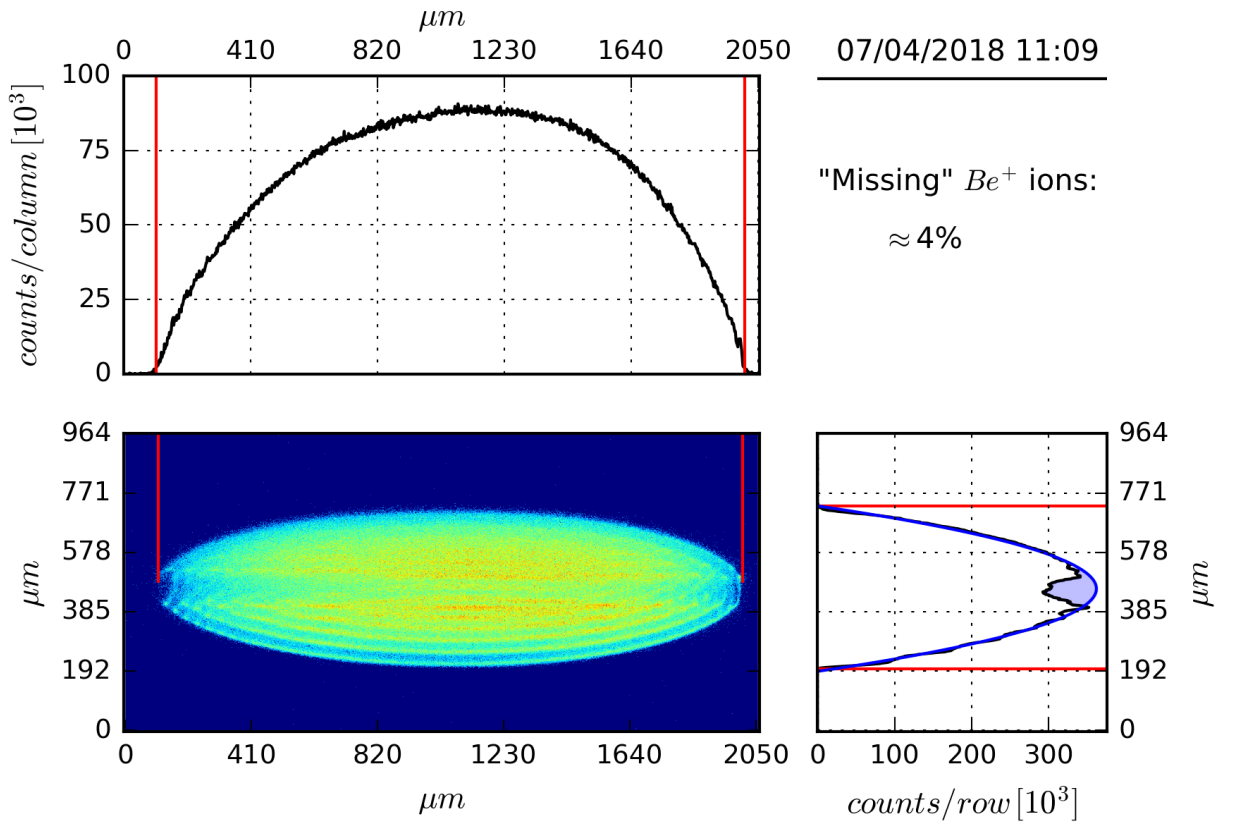 μm
0 410 820 1230 1640 2050
07/04/2018 11:09
100
75
50
25
0
counts/column [10³]
"Missing" Be⁺ ions:
≈4%
964
771
578
385
192
0
μm
0 410 820 1230 1640 2050
μm
964
771
578
385
192
0
μm
0 100 200 300
counts/row [10³]